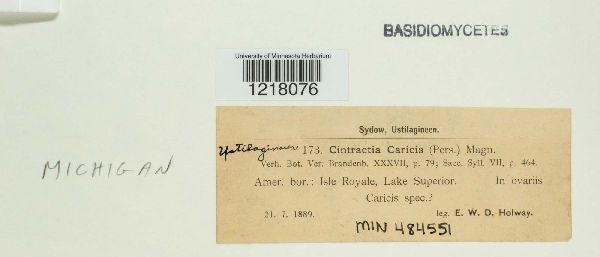 BASIDIOMYCETES
University of Minnesota Herbarium
1218076
Sydow, Ustilagineen.
Ustilagineen 173. Cintractia Caricis (Pers.) Magn.
Verh. Bot. Ver. Brandenb. XXXVII, p. 79; Sacc. Syll. VII, p. 464.
MICHIGAN
Amer. bor.: Isle Royale, Lake Superior. In ovariis
Caricis spec.?
21. 7. 1889. leg. E. W. D. Holway.
MIN 484551